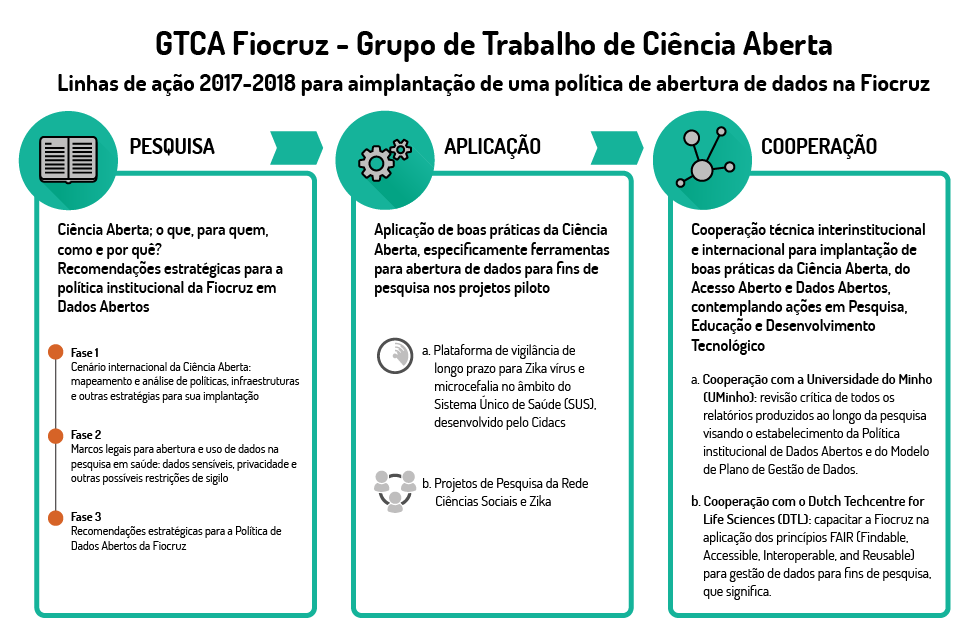 GTCA Fiocruz - Grupo de Trabalho de Ciência Aberta
Linhas de ação 2017-2018 para aimplantação de uma política de abertura de dados na Fiocruz
PESQUISA
Ciência Aberta; o que, para quem,
como e por quê?
Recomendações estratégicas para a
política institucional da Fiocruz em
Dados Abertos
Fase 1
Cenário internacional da Ciência Aberta:
mapeamento e análise de políticas, infraestruturas
e outras estratégias para sua implantação
Fase 2
Marcos legais para abertura e uso de dados na
pesquisa em saúde: dados sensíveis, privacidade e
outras possíveis restrições de sigilo
Fase 3
Recomendações estratégicas para a Política de
Dados Abertos da Fiocruz
APLICAÇÃO
Aplicação de boas práticas da Ciência
Aberta, especificamente ferramentas
para abertura de dados para fins de
pesquisa nos projetos piloto
a. Plataforma de vigilância de
longo prazo para Zika vírus e
microcefalia no âmbito do
Sistema Único de Saúde (SUS),
desenvolvido pelo Cidacs
b. Projetos de Pesquisa da Rede
Ciências Sociais e Zika
COOPERAÇÃO
Cooperação técnica interinstitucional
e internacional para implantação de
boas práticas da Ciência Aberta, do
Acesso Aberto e Dados Abertos,
contemplando ações em Pesquisa,
Educação e Desenvolvimento
Tecnológico
a. Cooperação com a Universidade do Minho
(UMinho): revisão crítica de todos os
relatórios produzidos ao longo da pesquisa
visando o estabelecimento da Política
institucional de Dados Abertos e do Modelo
de Plano de Gestão de Dados.
b. Cooperação com o Dutch Techcentre for
Life Sciences (DTL): capacitar a Fiocruz na
aplicação dos princípios FAIR (Findable,
Accessible, Interoperable, and Reusable)
para gestão de dados para fins de pesquisa,
que significa.